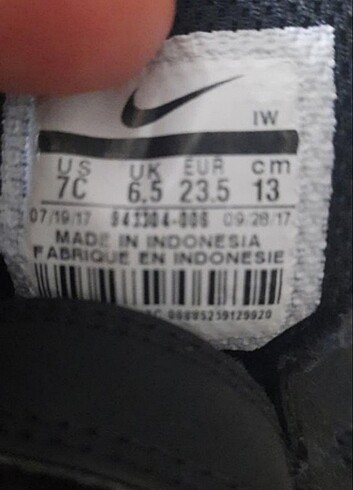 IW
US UK EUR cm
7C 6.5 23.5 13
07/19/17 843304-006 09/28/17
MADE IN INDONESIA
FABRIQUE EN INDONESIE